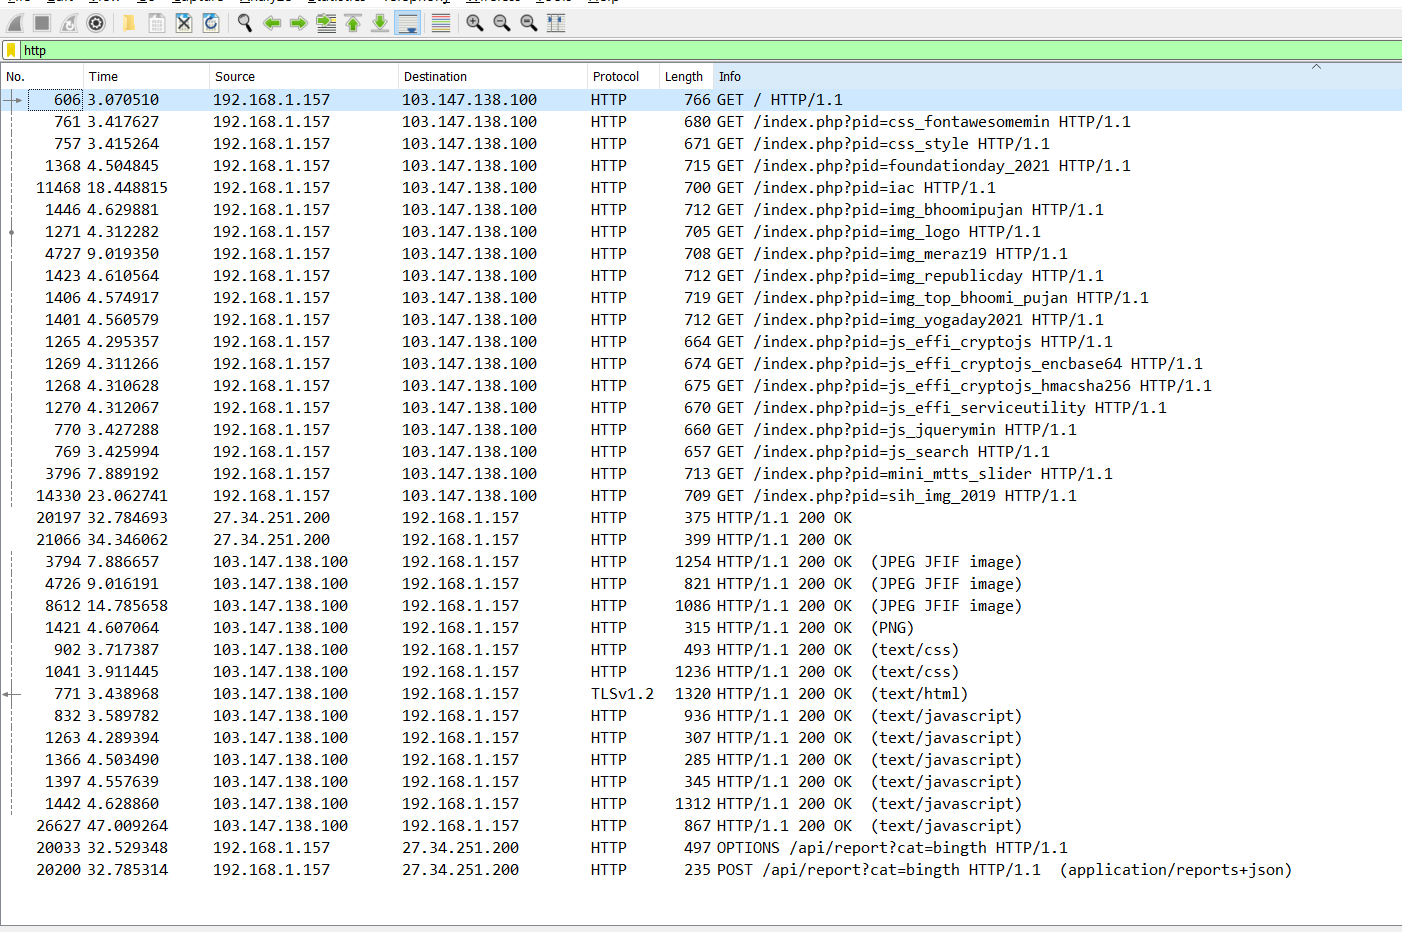 http
No. Time Source Destination Protocol Length Info
606 3.070510 192.168.1.157 103.147.138.100 HTTP 766 GET / HTTP/1.1
761 3.417627 192.168.1.157 103.147.138.100 HTTP 680 GET /index.php?pid=css_fontawesomemin HTTP/1.1
757 3.415264 192.168.1.157 103.147.138.100 HTTP 671 GET /index.php?pid=css_style HTTP/1.1
1368 4.504845 192.168.1.157 103.147.138.100 HTTP 715 GET /index.php?pid=foundationday_2021 HTTP/1.1
11468 18.448815 192.168.1.157 103.147.138.100 HTTP 700 GET /index.php?pid=iac HTTP/1.1
1446 4.629881 192.168.1.157 103.147.138.100 HTTP 712 GET /index.php?pid=img_bhoomipujan HTTP/1.1
1271 4.312282 192.168.1.157 103.147.138.100 HTTP 705 GET /index.php?pid=img_logo HTTP/1.1
4727 9.019350 192.168.1.157 103.147.138.100 HTTP 708 GET /index.php?pid=img_meraz19 HTTP/1.1
1423 4.610564 192.168.1.157 103.147.138.100 HTTP 712 GET /index.php?pid=img_republicday HTTP/1.1
1406 4.574917 192.168.1.157 103.147.138.100 HTTP 719 GET /index.php?pid=img_top_bhoomi_pujan HTTP/1.1
1401 4.560579 192.168.1.157 103.147.138.100 HTTP 712 GET /index.php?pid=img_yogaday2021 HTTP/1.1
1265 4.295357 192.168.1.157 103.147.138.100 HTTP 664 GET /index.php?pid=js_effi_cryptojs HTTP/1.1
1269 4.311266 192.168.1.157 103.147.138.100 HTTP 674 GET /index.php?pid=js_effi_cryptojs_encbase64 HTTP/1.1
1268 4.310628 192.168.1.157 103.147.138.100 HTTP 675 GET /index.php?pid=js_effi_cryptojs_hmacsha256 HTTP/1.1
1270 4.312067 192.168.1.157 103.147.138.100 HTTP 670 GET /index.php?pid=js_effi_serviceutility HTTP/1.1
770 3.427288 192.168.1.157 103.147.138.100 HTTP 660 GET /index.php?pid=js_jquerymin HTTP/1.1
769 3.425994 192.168.1.157 103.147.138.100 HTTP 657 GET /index.php?pid=js_search HTTP/1.1
3796 7.889192 192.168.1.157 103.147.138.100 HTTP 713 GET /index.php?pid=mini_mtts_slider HTTP/1.1
14330 23.062741 192.168.1.157 103.147.138.100 HTTP 709 GET /index.php?pid=sih_img_2019 HTTP/1.1
20197 32.784693 27.34.251.200 192.168.1.157 HTTP 375 HTTP/1.1 200 OK
21066 34.346062 27.34.251.200 192.168.1.157 HTTP 399 HTTP/1.1 200 OK
3794 7.886657 103.147.138.100 192.168.1.157 HTTP 1254 HTTP/1.1 200 OK (JPEG JFIF image)
4726 9.016191 103.147.138.100 192.168.1.157 HTTP 821 HTTP/1.1 200 OK (JPEG JFIF image)
8612 14.785658 103.147.138.100 192.168.1.157 HTTP 1086 HTTP/1.1 200 OK (JPEG JFIF image)
1421 4.607064 103.147.138.100 192.168.1.157 HTTP 315 HTTP/1.1 200 OK (PNG)
902 3.717387 103.147.138.100 192.168.1.157 HTTP 493 HTTP/1.1 200 OK (text/css)
1041 3.911445 103.147.138.100 192.168.1.157 HTTP 1236 HTTP/1.1 200 OK (text/css)
771 3.438968 103.147.138.100 192.168.1.157 TLSv1.2 1320 HTTP/1.1 200 OK (text/html)
832 3.589782 103.147.138.100 192.168.1.157 HTTP 936 HTTP/1.1 200 OK (text/javascript)
1263 4.289394 103.147.138.100 192.168.1.157 HTTP 307 HTTP/1.1 200 OK (text/javascript)
1366 4.503490 103.147.138.100 192.168.1.157 HTTP 285 HTTP/1.1 200 OK (text/javascript)
1397 4.557639 103.147.138.100 192.168.1.157 HTTP 345 HTTP/1.1 200 OK (text/javascript)
1442 4.628860 103.147.138.100 192.168.1.157 HTTP 1312 HTTP/1.1 200 OK (text/javascript)
26627 47.009264 103.147.138.100 192.168.1.157 HTTP 867 HTTP/1.1 200 OK (text/javascript)
20033 32.529348 192.168.1.157 27.34.251.200 HTTP 497 OPTIONS /api/report?cat=bingth HTTP/1.1
20200 32.785314 192.168.1.157 27.34.251.200 HTTP 235 POST /api/report?cat=bingth HTTP/1.1 (application/reports+json)